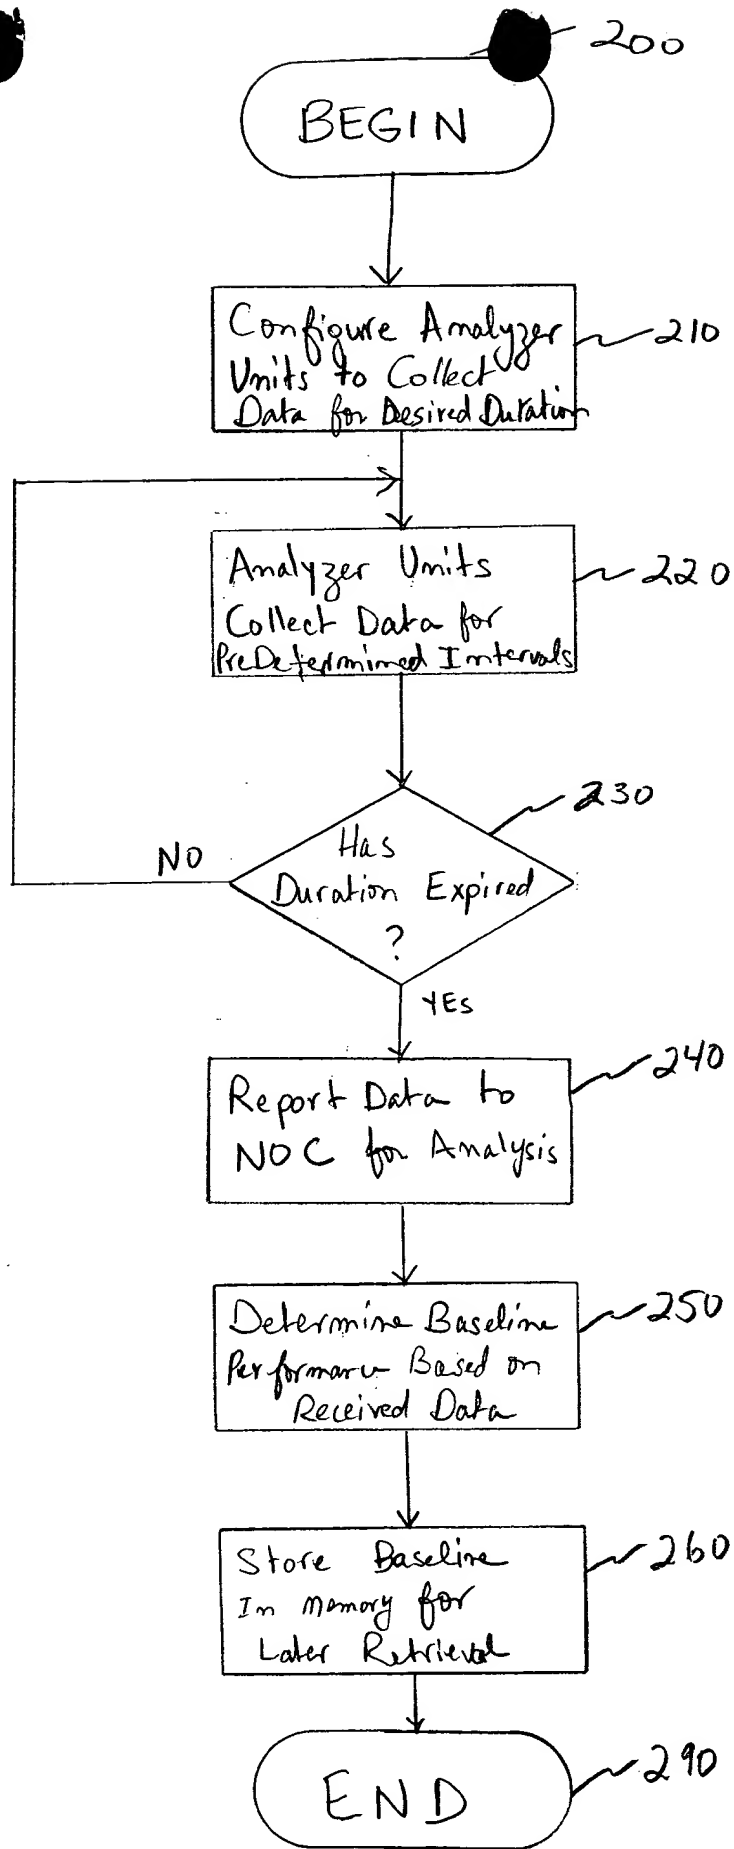 200
BEGIN
Configure Analyzer
Units to Collect
Data for Desired Duration
210
Analyzer Units
Collect Data for
PreDetermined Intervals
220
230
Has
Duration Expired
?
NO
YES
Report Data to
NOC for Analysis
240
Determine Baseline
Performance Based on
Received Data
250
Store Baseline
In Memory for
Later Retrieval
260
END
290